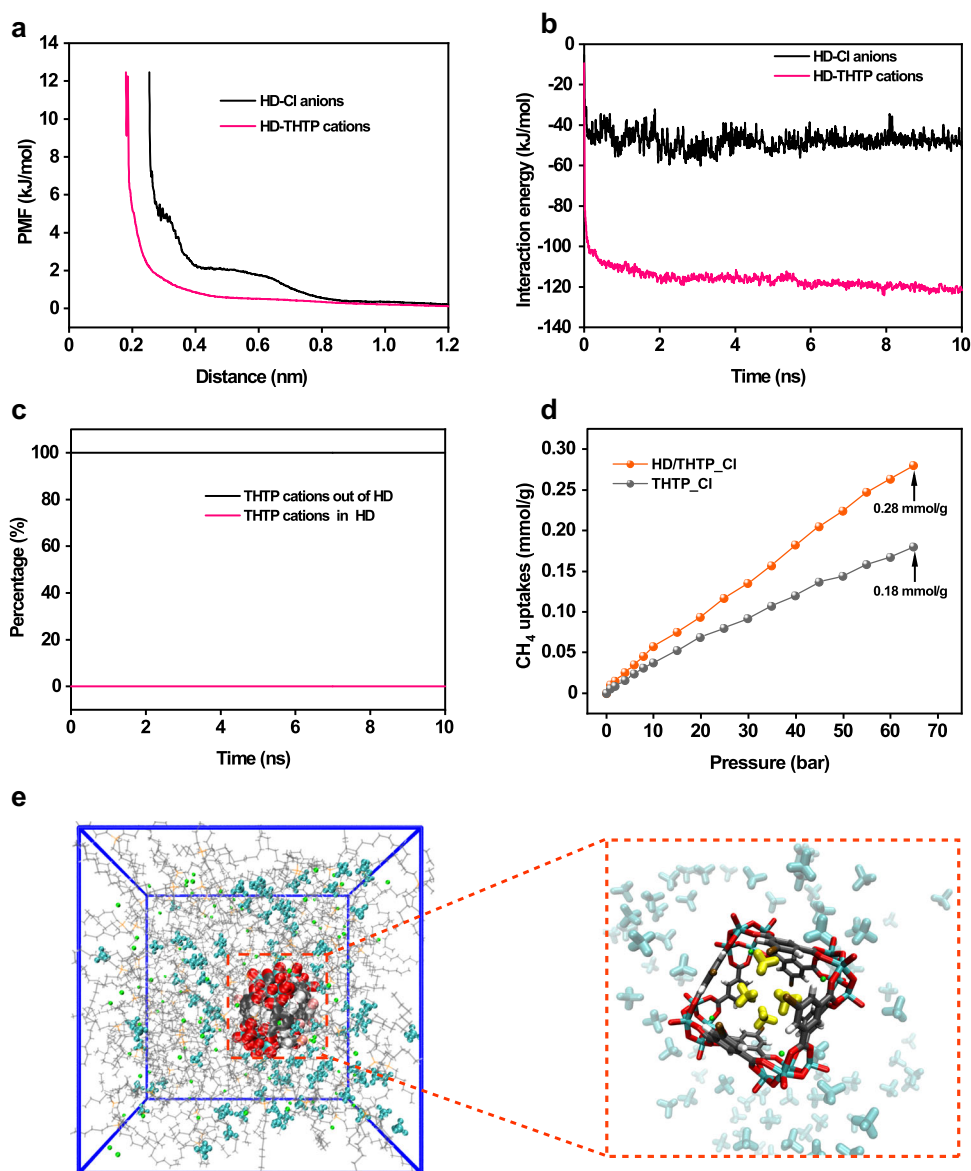 a
14
12
10
8
6
4
2
0
PMF (kJ/mol)
HD-Cl anions
HD-THTP cations
0 0.2 0.4 0.6 0.8 1.0 1.2
Distance (nm)
b
0
-20
-40
-60
-80
-100
-120
-140
Interaction energy (kJ/mol)
HD-Cl anions
HD-THTP cations
0 2 4 6 8 10
Time (ns)
c
100
80
60
40
20
0
Percentage (%)
THTP cations out of HD
THTP cations in HD
0 2 4 6 8 10
Time (ns)
d
0.30
0.25
0.20
0.15
0.10
0.05
0
CH₄ uptakes (mmol/g)
HD/THTP_Cl
THTP_Cl
0.28 mmol/g
0.18 mmol/g
0 10 20 30 40 50 60 70
Pressure (bar)
e